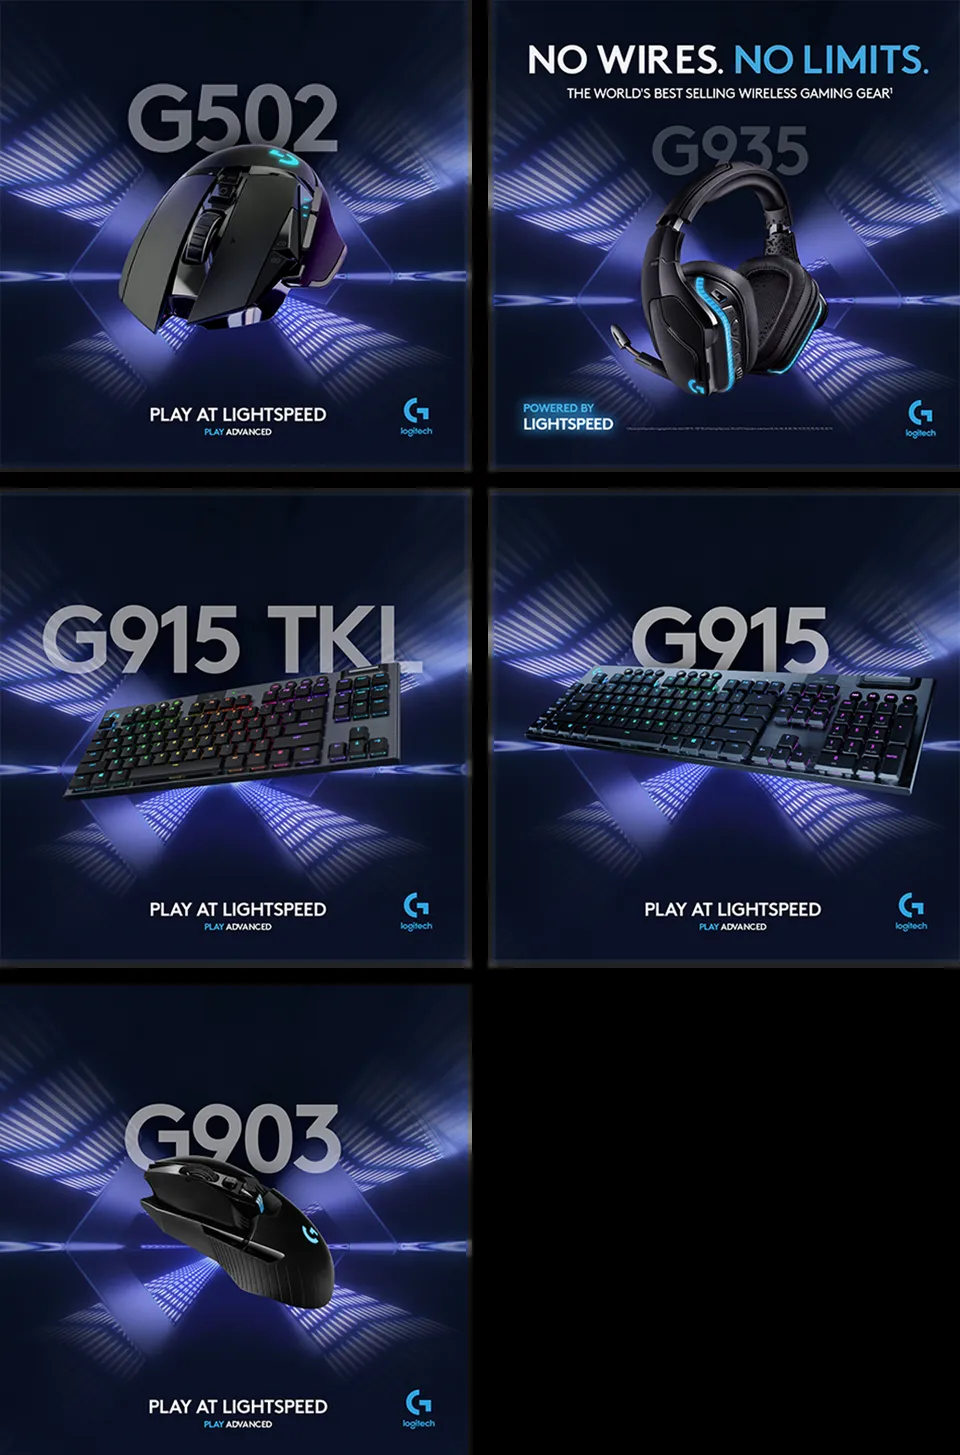 G502
PLAY AT LIGHTSPEED
PLAY ADVANCED
logitech
NO WIRES. NO LIMITS.
THE WORLD'S BEST SELLING WIRELESS GAMING GEAR¹
G935
POWERED BY
LIGHTSPEED
logitech
G915 TKL
PLAY AT LIGHTSPEED
PLAY ADVANCED
logitech
G915
PLAY AT LIGHTSPEED
PLAY ADVANCED
logitech
G903
PLAY AT LIGHTSPEED
PLAY ADVANCED
logitech